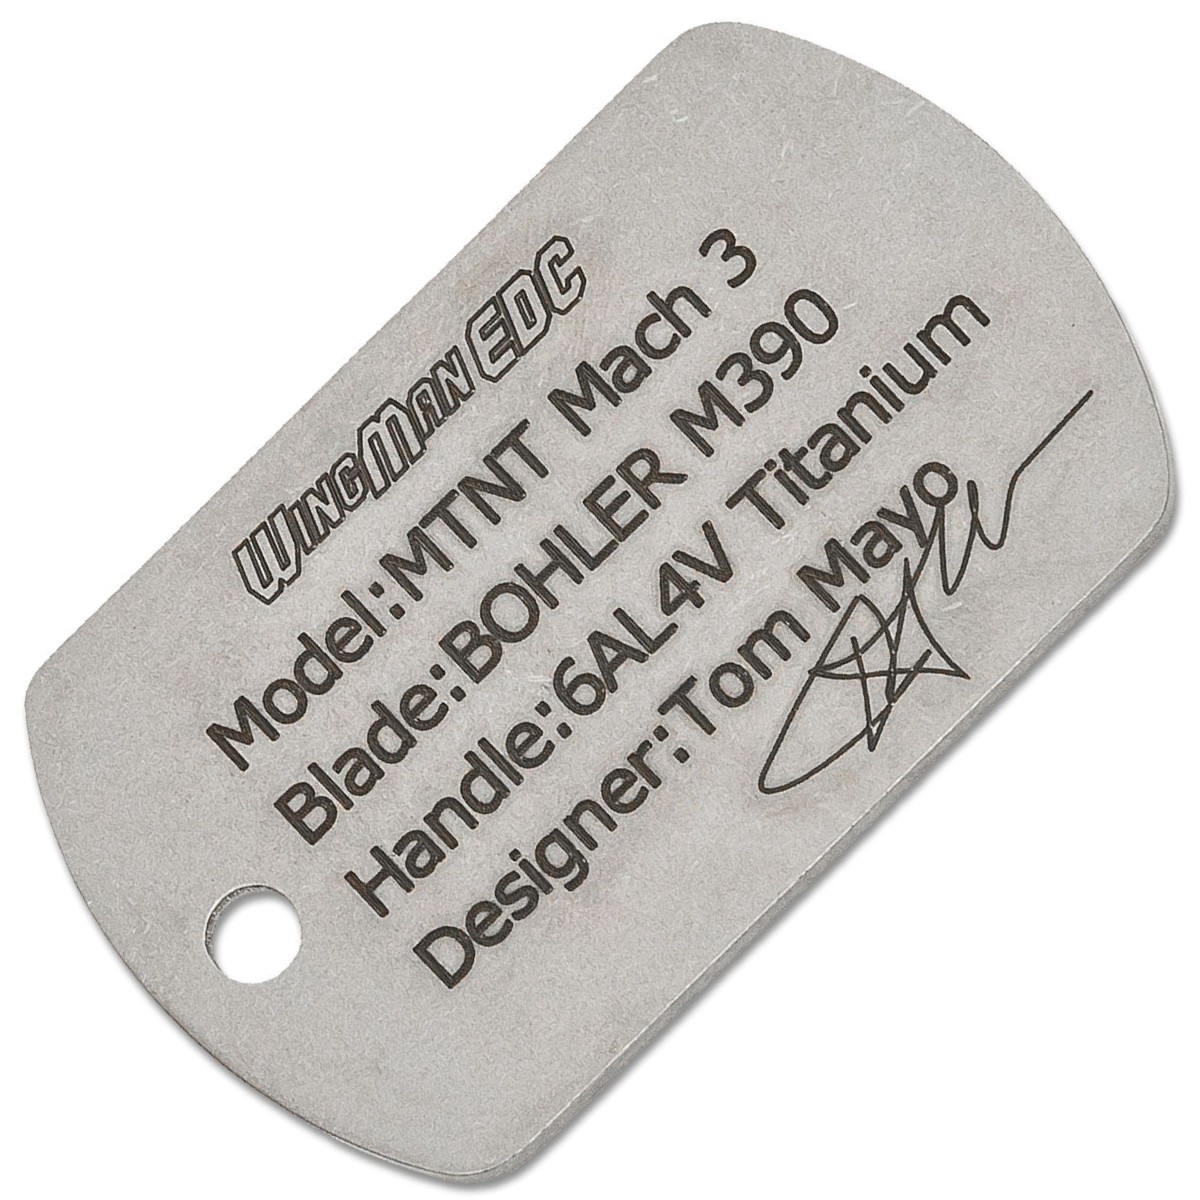 WingMan EDC
Model:MTNT Mach 3
Blade:BOHLER M390
Handle:6AL4V Titanium
Designer:Tom Mayo